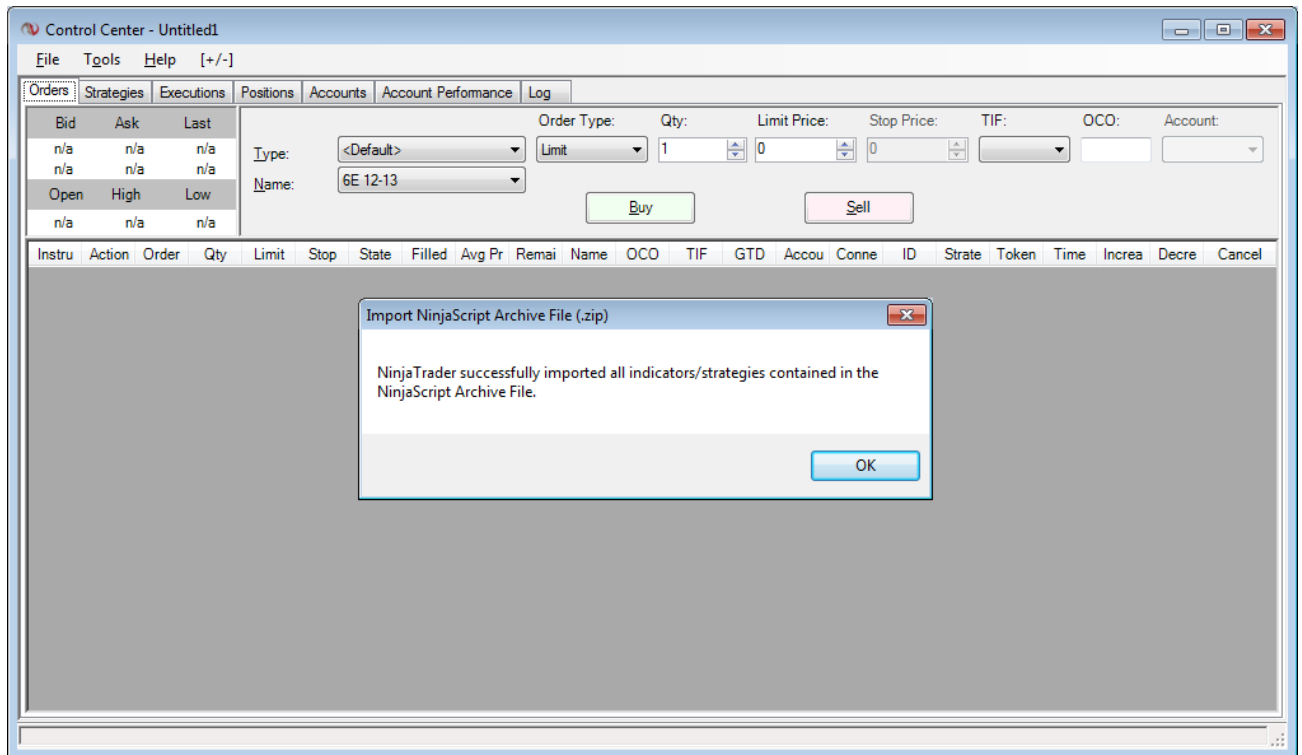 Control Center - Untitled1
File Tools Help [+/-]
Orders Strategies Executions Positions Accounts Account Performance Log
Bid Ask Last Order Type: Qty: Limit Price: Stop Price: TIF: OCO: Account:
n/a n/a n/a Type: <Default> Limit 1 0 0
n/a n/a
Name: 6E 12-13
Open High Low
Buy Sell
n/a n/a n/a
Instru Action Order Qty Limit Stop State Filled Avg Pr Remai Name OCO TIF GTD Accou Conne ID Strate Token Time Increa Decre Cancel
Import NinjaScript Archive File (.zip)
NinjaTrader successfully imported all indicators/strategies contained in the
NinjaScript Archive File.
OK